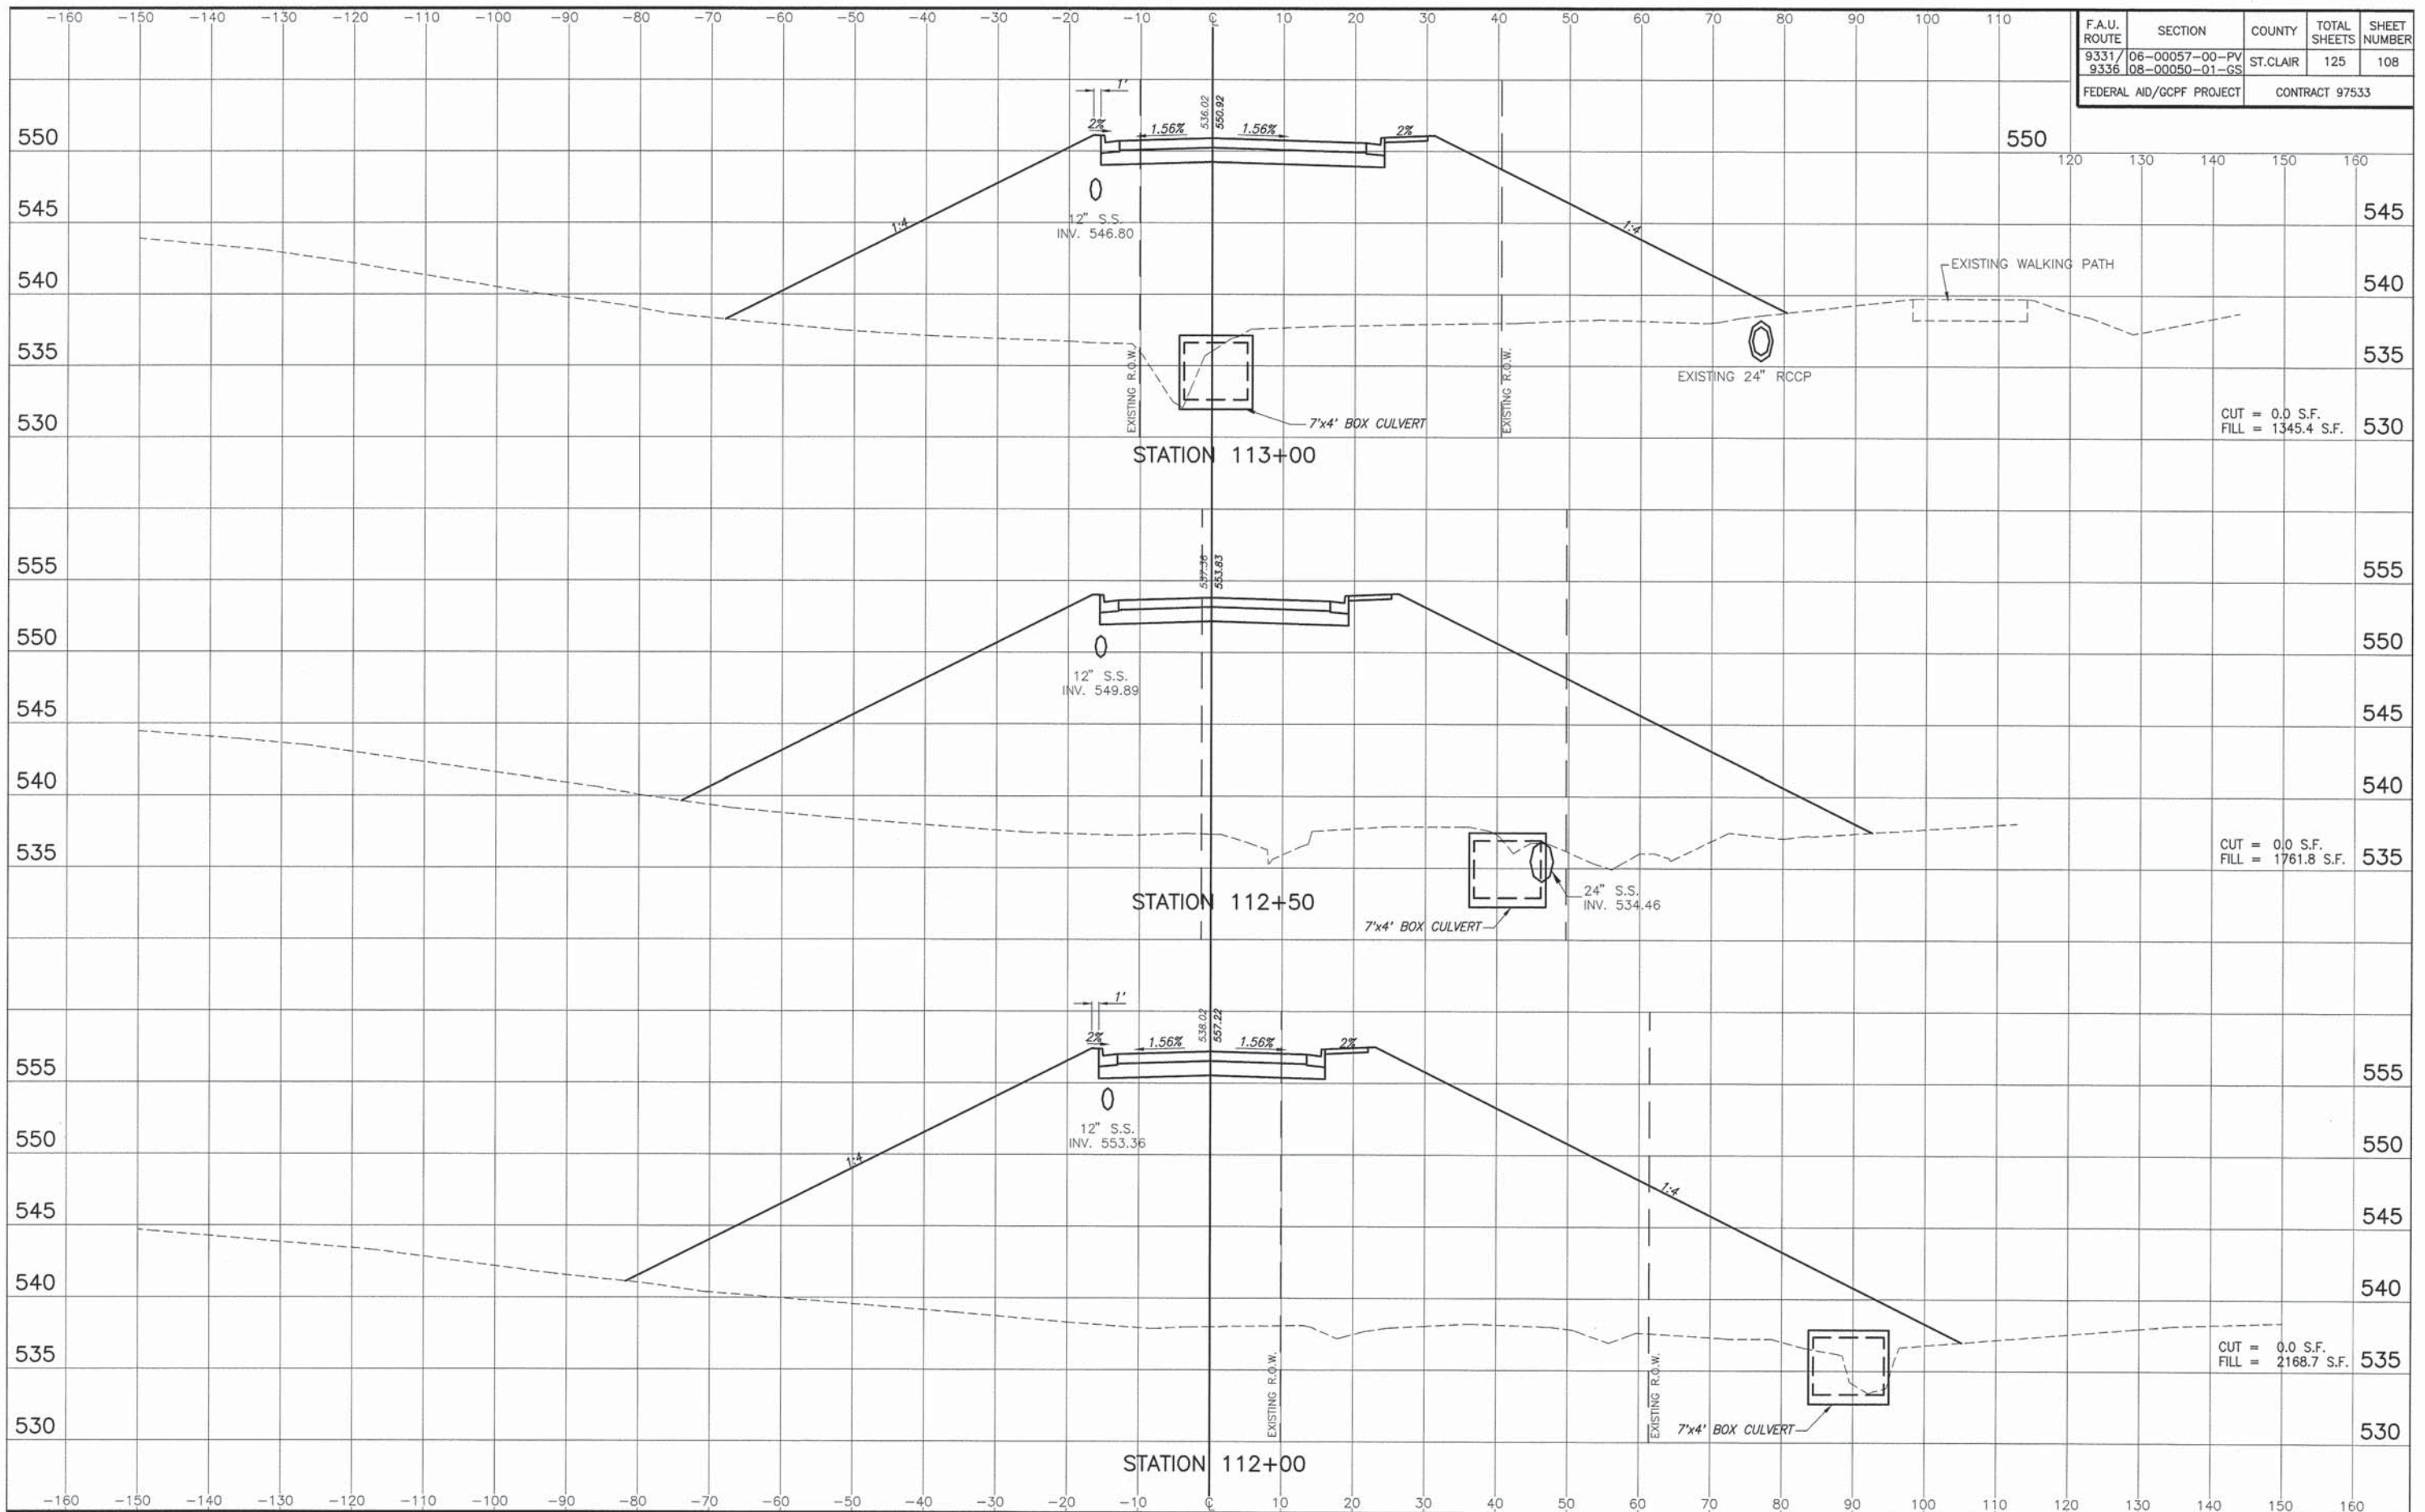 -160 -150 -140 -130 -120 -110 -100 -90 -80 -70 -60 -50 -40 -30 -20 -10 ℄ 10 20 30 40 50 60 70 80 90 100 110
F.A.U. ROUTE SECTION COUNTY TOTAL SHEETS SHEET NUMBER
9331/ 9336 06-00057-00-PV 08-00050-01-GS ST.CLAIR 125 108
FEDERAL AID/GCPF PROJECT CONTRACT 97533
1'
536.02
550.92
2% 1.56% 1.56% 2%
550 550
120 130 140 150 160
545 545
1:4 1:4
12" S.S.
INV. 546.80
EXISTING WALKING PATH
540 540
535 535
EXISTING R.O.W.
EXISTING R.O.W.
EXISTING 24" RCCP
7'x4' BOX CULVERT
CUT = 0.0 S.F.
FILL = 1345.4 S.F.
530 530
STATION 113+00
537.36
553.83
555 555
550 550
12" S.S.
INV. 549.89
545 545
540 540
535 535
CUT = 0.0 S.F.
FILL = 1761.8 S.F.
24" S.S.
INV. 534.46
STATION 112+50
7'x4' BOX CULVERT
1'
538.02
557.22
2% 1.56% 1.56% 2%
555 555
12" S.S.
INV. 553.36
550 550
1:4 1:4
545 545
540 540
535 535
CUT = 0.0 S.F.
FILL = 2168.7 S.F.
EXISTING R.O.W.
EXISTING R.O.W.
7'x4' BOX CULVERT
530 530
STATION 112+00
-160 -150 -140 -130 -120 -110 -100 -90 -80 -70 -60 -50 -40 -30 -20 -10 ℄ 10 20 30 40 50 60 70 80 90 100 110 120 130 140 150 160